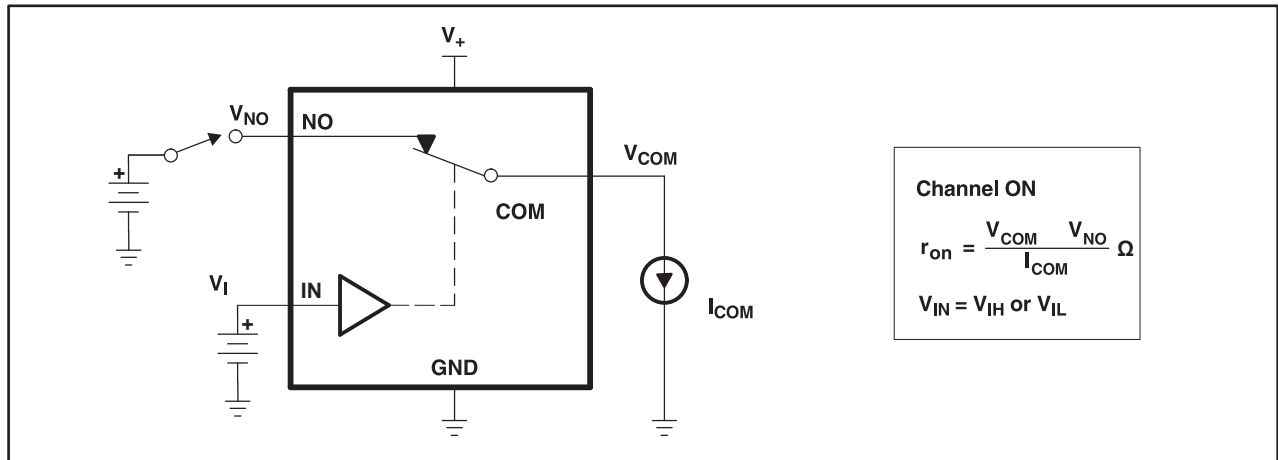 V+
VNO
NO
VCOM
COM
+
VI
IN
+
ICOM
GND
Channel ON
ron = VCOM VNO / ICOM Ω
VIN = VIH or VIL